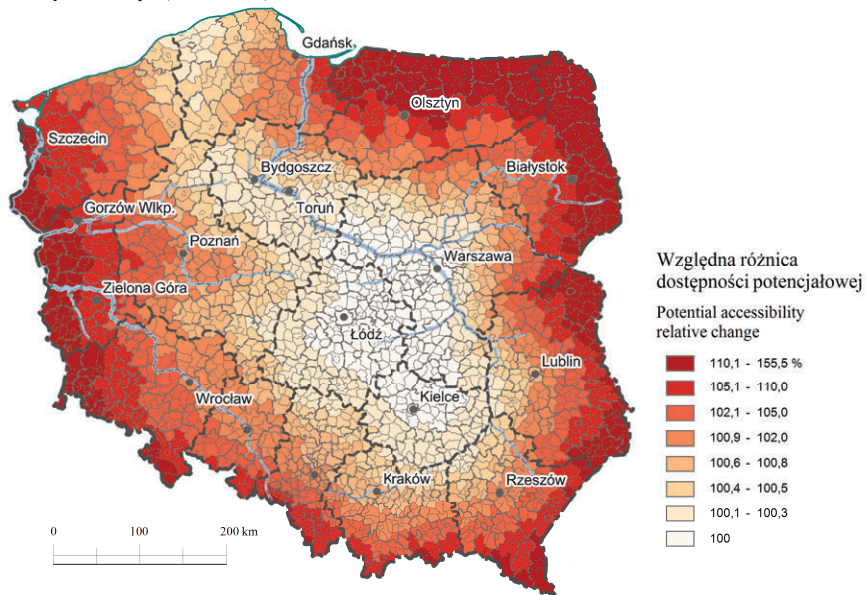 Gdańsk
Olsztyn
Szczecin
Białystok
Bydgoszcz
Toruń
Gorzów Wlkp.
Poznań
Warszawa
Zielona Góra
Łódź
Lublin
Wrocław
Kielce
Kraków
Rzeszów
0 100 200 km
Względna różnica
dostępności potencjałowej
Potential accessibility
relative change
110,1 - 155,5 %
105,1 - 110,0
102,1 - 105,0
100,9 - 102,0
100,6 - 100,8
100,4 - 100,5
100,1 - 100,3
100